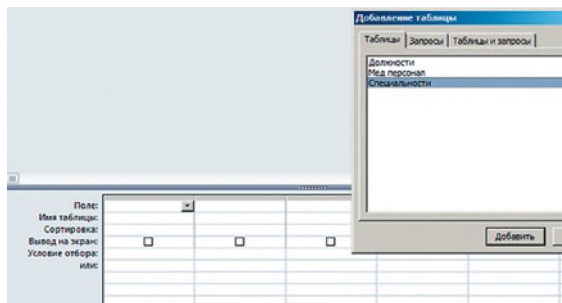 Добавление таблицы
Таблицы Запросы Таблицы и запросы
Должности
Мед персонал
Специальности
Добавить
Поле:
Имя таблицы:
Сортировка:
Вывод на экран:
Условие отбора:
или: